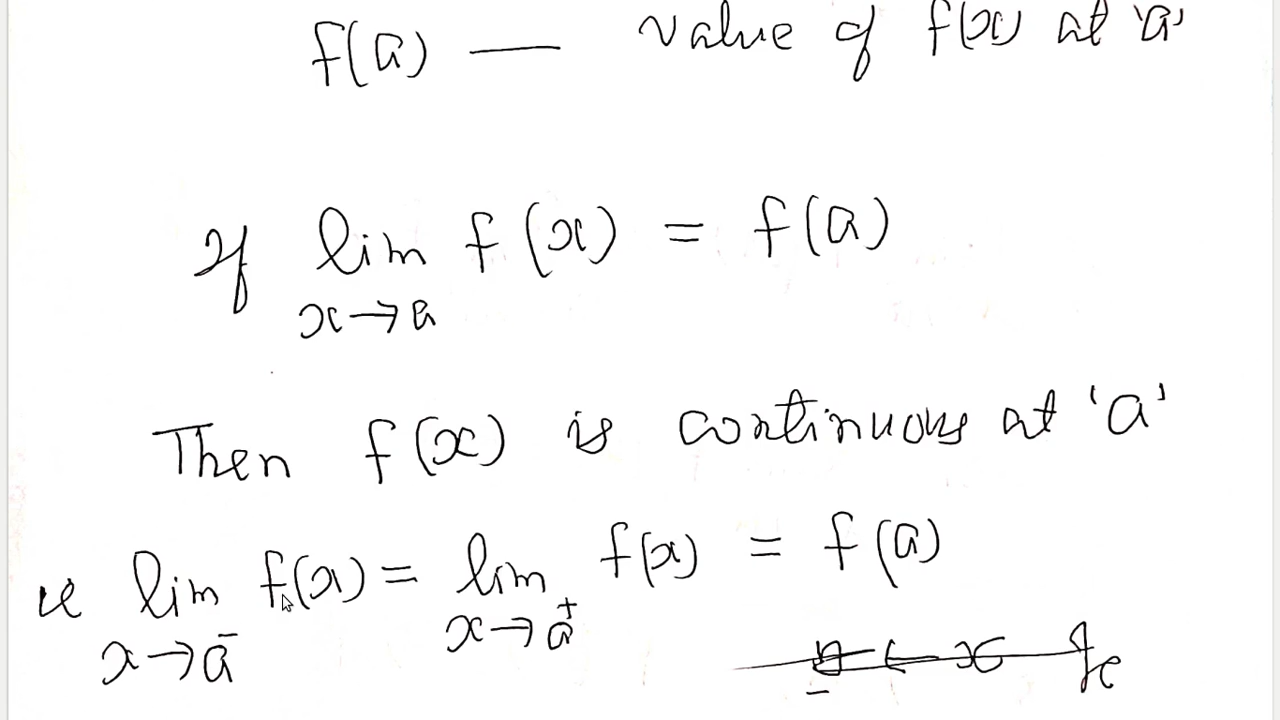 f(a) — value of f(x) at 'a'
If lim f(x) = f(a)
x→a
Then f(x) is continuous at 'a'
ie lim f(x) = lim f(x) = f(a)
x→a⁻ x→a⁺